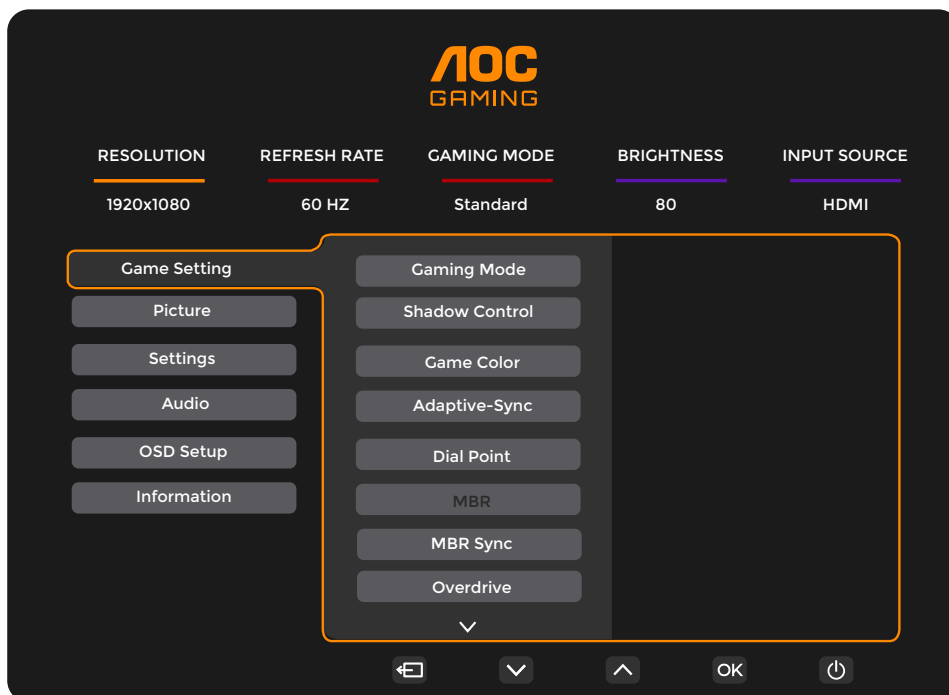 AOC
GAMING
RESOLUTION REFRESH RATE GAMING MODE BRIGHTNESS INPUT SOURCE
1920x1080 60 HZ Standard 80 HDMI
Game Setting
Picture
Settings
Audio
OSD Setup
Information
Gaming Mode
Shadow Control
Game Color
Adaptive-Sync
Dial Point
MBR
MBR Sync
Overdrive
OK